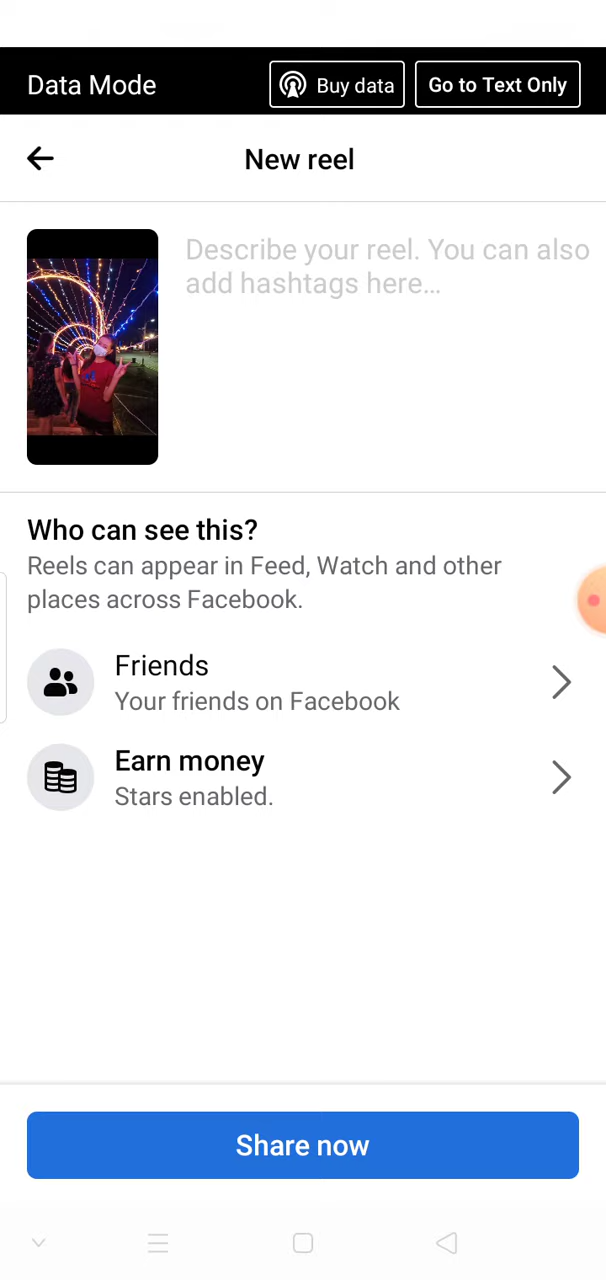 Data Mode
Buy data
Go to Text Only
New reel
Describe your reel. You can also
add hashtags here...
Who can see this?
Reels can appear in Feed, Watch and other
places across Facebook.
Friends
Your friends on Facebook
Earn money
Stars enabled.
Share now